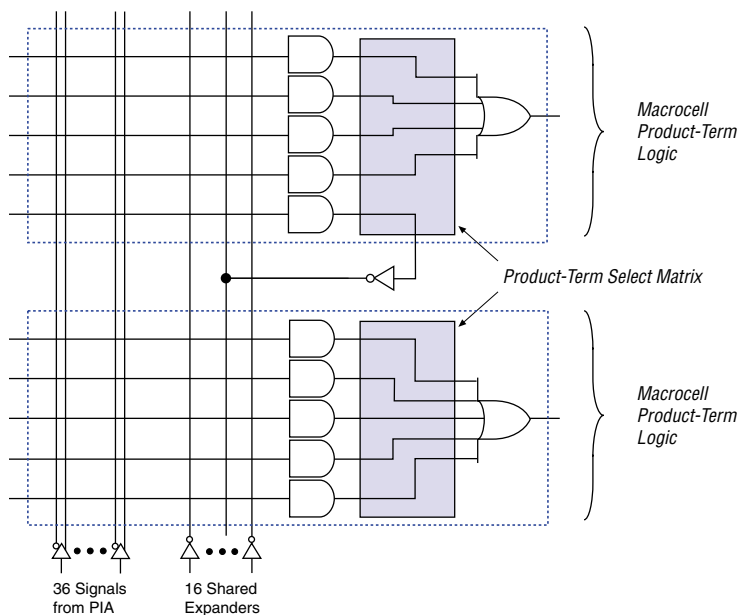 Macrocell
Product-Term
Logic
Product-Term Select Matrix
Macrocell
Product-Term
Logic
36 Signals
from PIA
16 Shared
Expanders